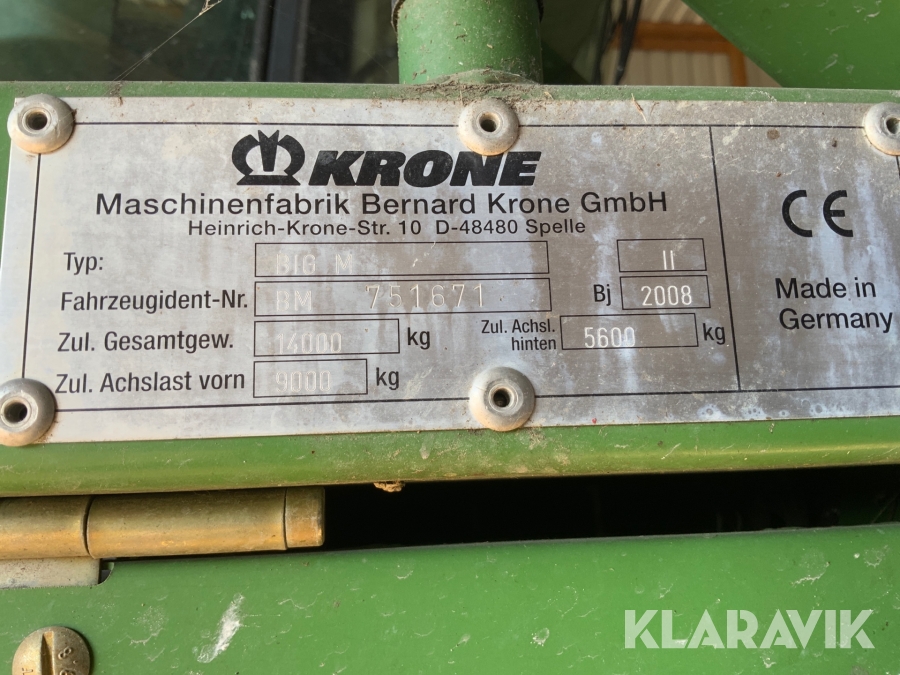 KRONE
Maschinenfabrik Bernard Krone GmbH
Heinrich-Krone-Str. 10 D-48480 Spelle
CE
Typ: BIG M II
Fahrzeugident-Nr. BM 751671 Bj 2008
Zul. Gesamtgew. 14000 kg Zul. Achsl. hinten 5600 kg
Zul. Achslast vorn 9000 kg
Made in
Germany
KLARAVIK